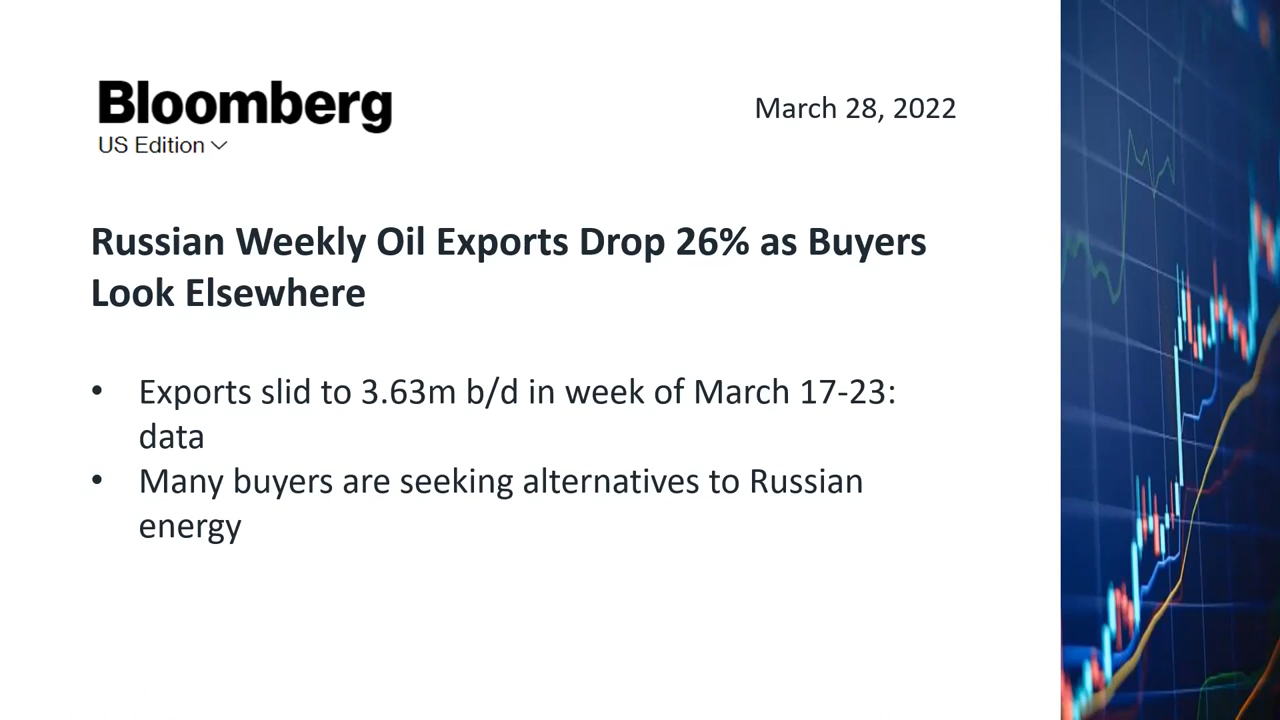 Bloomberg
US Edition
March 28, 2022
Russian Weekly Oil Exports Drop 26% as Buyers
Look Elsewhere
• Exports slid to 3.63m b/d in week of March 17-23:
data
• Many buyers are seeking alternatives to Russian
energy